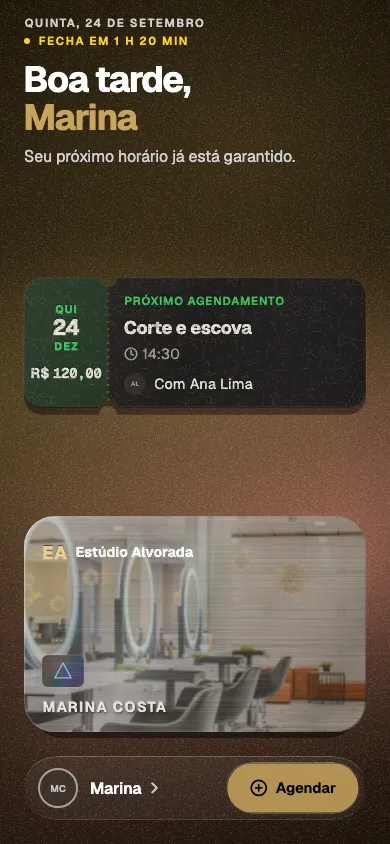 QUINTA, 24 DE SETEMBRO
FECHA EM 1 H 20 MIN
Boa tarde,
Marina
Seu próximo horário já está garantido.
QUI
24
DEZ
R$ 120,00
PRÓXIMO AGENDAMENTO
Corte e escova
14:30
AL
Com Ana Lima
EA Estúdio Alvorada
MARINA COSTA
MC
Marina
Agendar